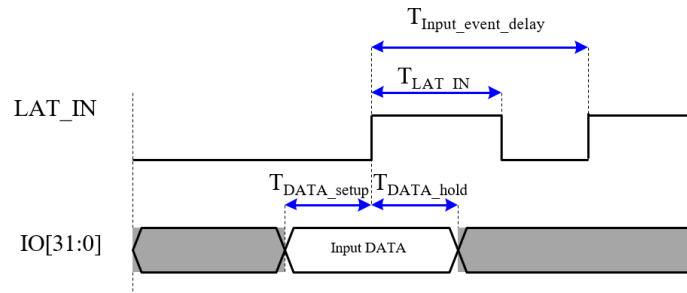 TInput_event_delay
TLAT_IN
LAT_IN
TDATA_setup TDATA_hold
IO[31:0] Input DATA